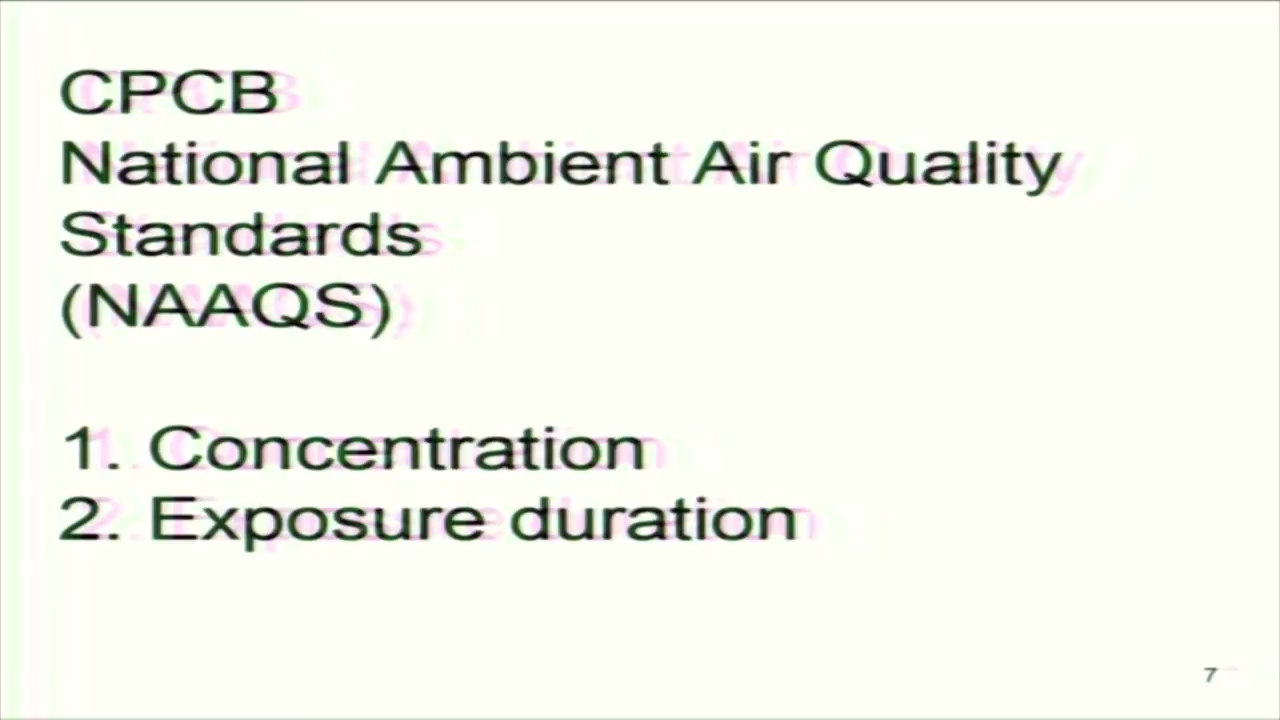 CPCB
National Ambient Air Quality
Standards
(NAAQS)
1. Concentration
2. Exposure duration
7